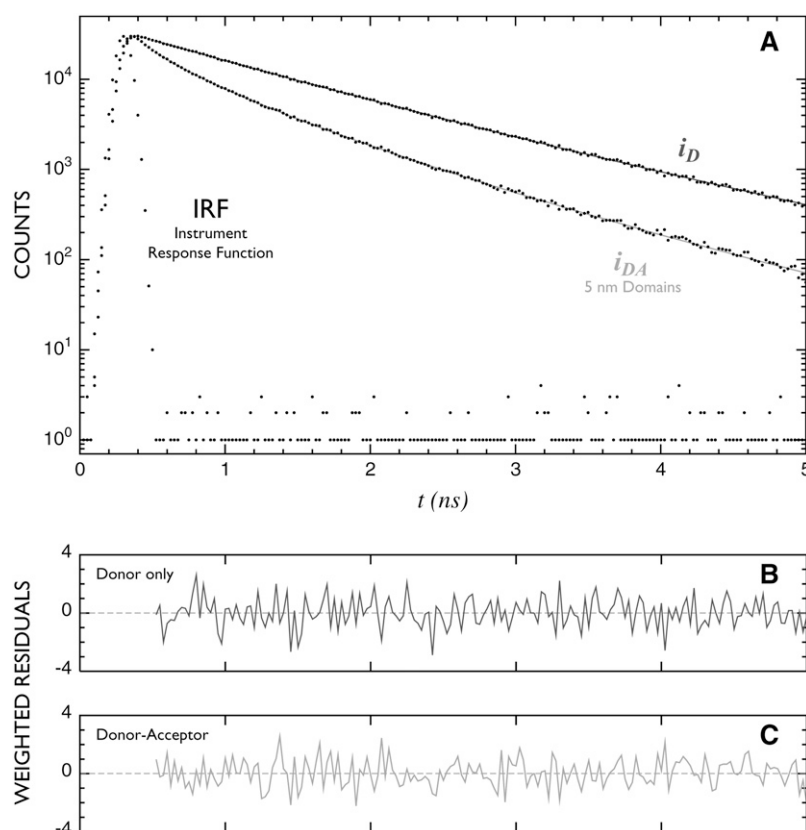 A
10⁴
10³
10²
10¹
10⁰
COUNTS
IRF
Instrument
Response Function
i_D
i_DA
5 nm Domains
0
1
2
3
4
5
t (ns)
WEIGHTED RESIDUALS
4
0
-4
Donor only
B
4
0
-4
Donor-Acceptor
C